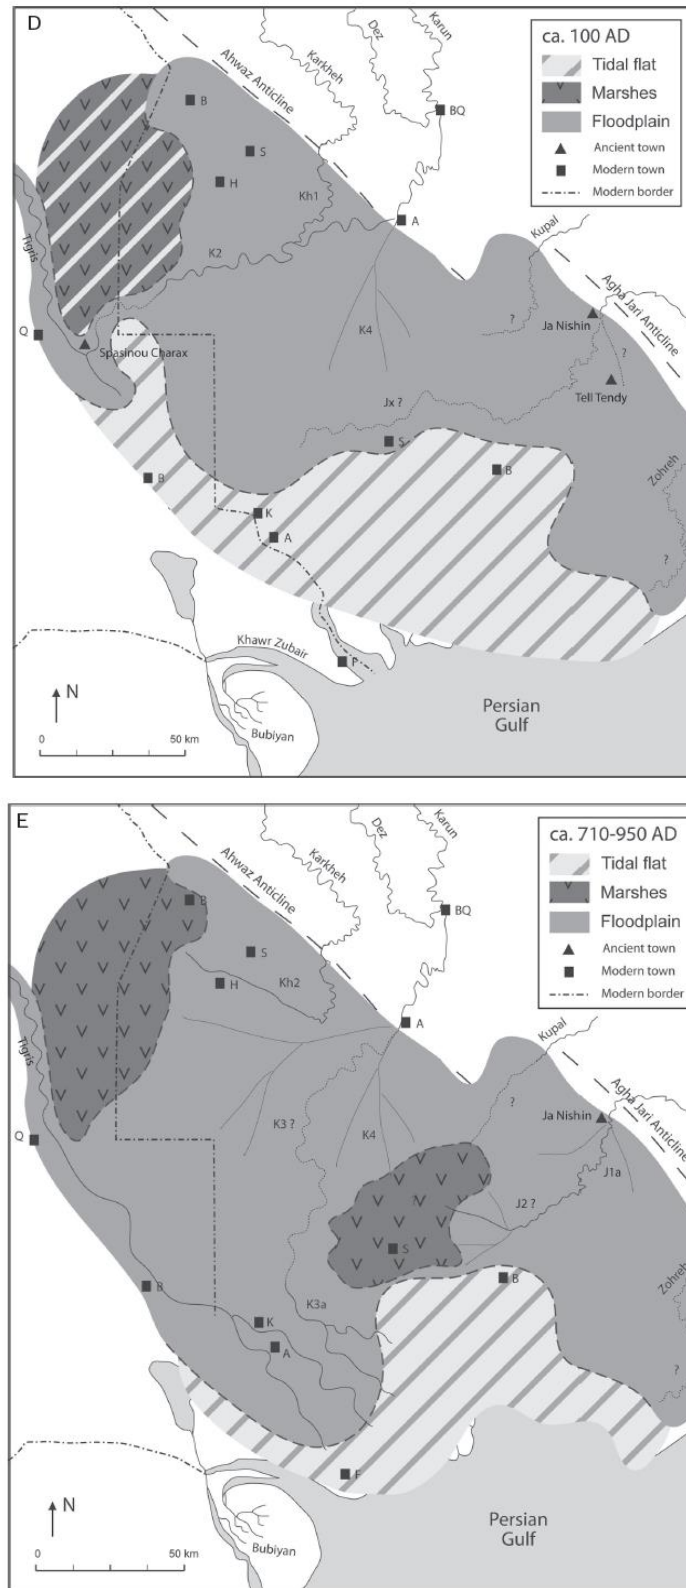 D
ca. 100 AD
Tidal flat
Marshes
Floodplain
Ancient town
Modern town
Modern border
Ahwaz Anticline
Karkheh
Dez
Karun
BQ
B
S
H
Kh1
A
Kupal
Agha Jari Anticline
Tigris
K2
K4
?
Ja Nishin
?
Q
Spasinou Charax
Tell Tendy
Jx ?
S
B
Zohreh
B
K
A
?
Khawr Zubair
F
N
Bubiyan
Persian
Gulf
0
50 km
E
ca. 710-950 AD
Tidal flat
Marshes
Floodplain
Ancient town
Modern town
Modern border
Ahwaz Anticline
Karkheh
Dez
Karun
BQ
B
S
H
Kh2
A
Kupal
Agha Jari Anticline
Tigris
?
Ja Nishin
Q
K3 ?
K4
J1a
J2 ?
S
B
Zohreh
B
K3a
K
A
?
F
N
Bubiyan
Persian
Gulf
0
50 km